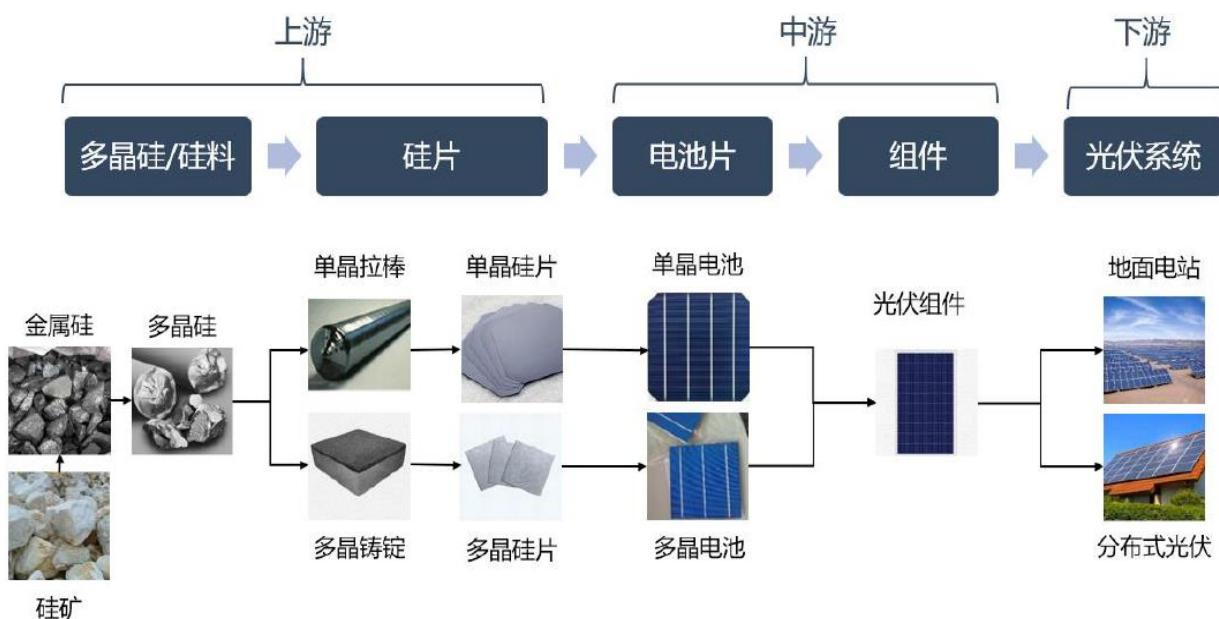 上游
中游
下游
多晶硅/硅料
硅片
电池片
组件
光伏系统
单晶拉棒
单晶硅片
单晶电池
地面电站
金属硅
多晶硅
光伏组件
多晶铸锭
多晶硅片
多晶电池
分布式光伏
硅矿